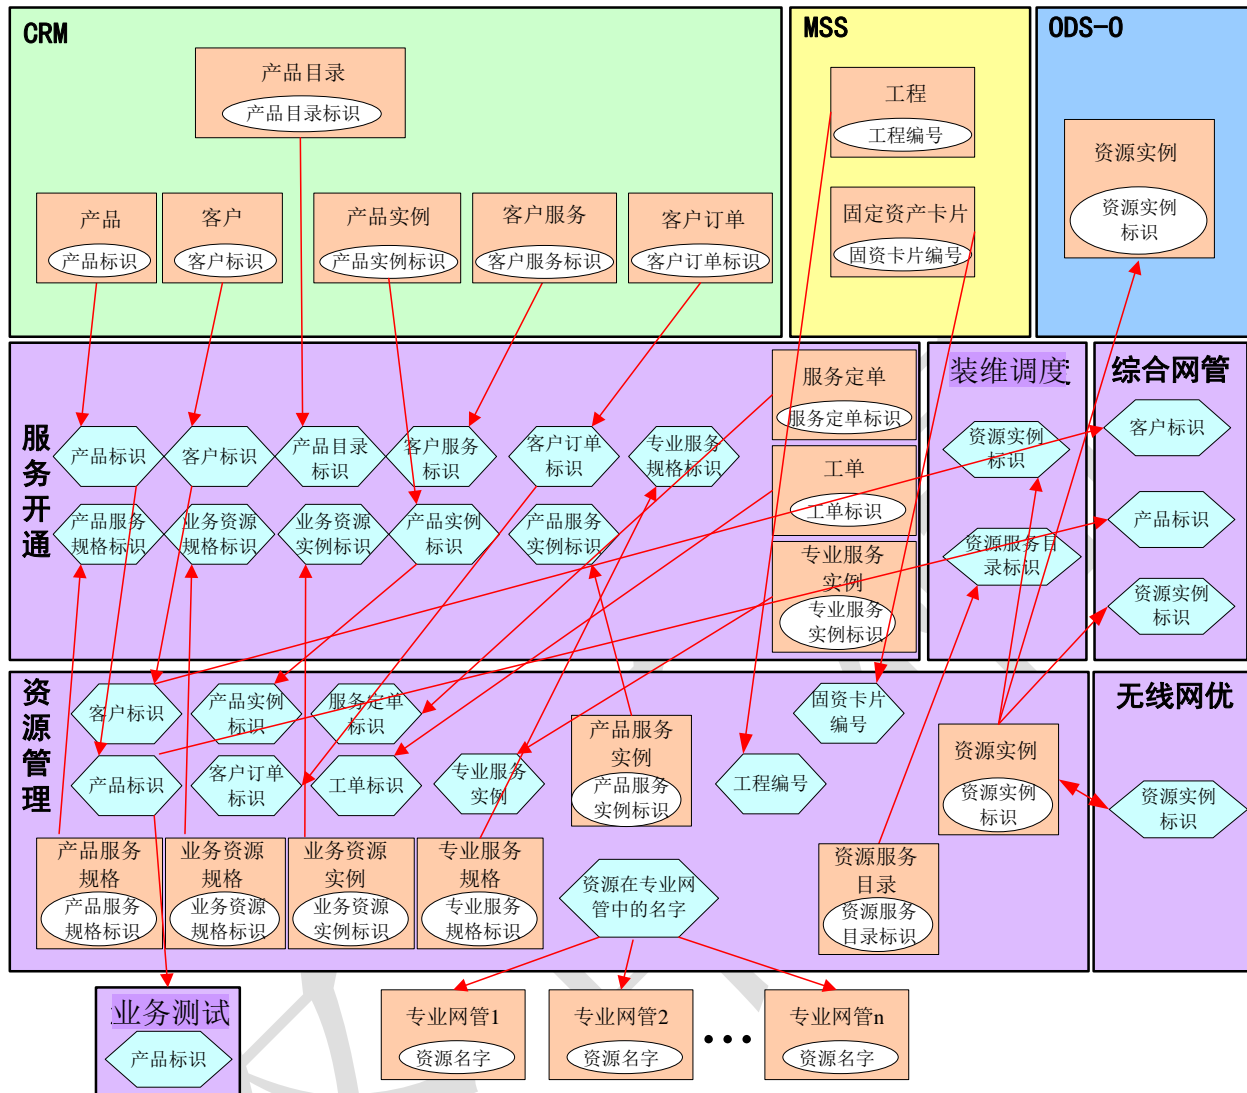 CRM
产品目录
产品目录标识
产品
产品标识
客户
客户标识
产品实例
产品实例标识
客户服务
客户服务标识
客户订单
客户订单标识
MSS
工程
工程编号
固定资产卡片
固资卡片编号
ODS-O
资源实例
资源实例
标识
服务开通
产品标识
客户标识
产品目录
标识
客户服务
标识
客户订单
标识
专业服务
规格标识
产品服务
规格标识
业务资源
规格标识
业务资源
实例标识
产品实例
标识
产品服务
实例标识
服务定单
服务定单标识
工单
工单标识
专业服务
实例
专业服务
实例标识
装维调度
资源实例
标识
资源服务目
录标识
综合网管
客户标识
产品标识
资源实例
标识
资源管理
客户标识
产品实例
标识
服务定单
标识
产品标识
客户订单
标识
工单标识
专业服务
实例
产品服务
实例
产品服务
实例标识
工程编号
固资卡片
编号
资源实例
资源实例
标识
产品服务
规格
产品服务
规格标识
业务资源
规格
业务资源
规格标识
业务资源
实例
业务资源
实例标识
专业服务
规格
专业服务
规格标识
资源在专业网
管中的名字
资源服务
目录
资源服务
目录标识
无线网优
资源实例
标识
业务测试
产品标识
专业网管1
资源名字
专业网管2
资源名字
•••
专业网管n
资源名字